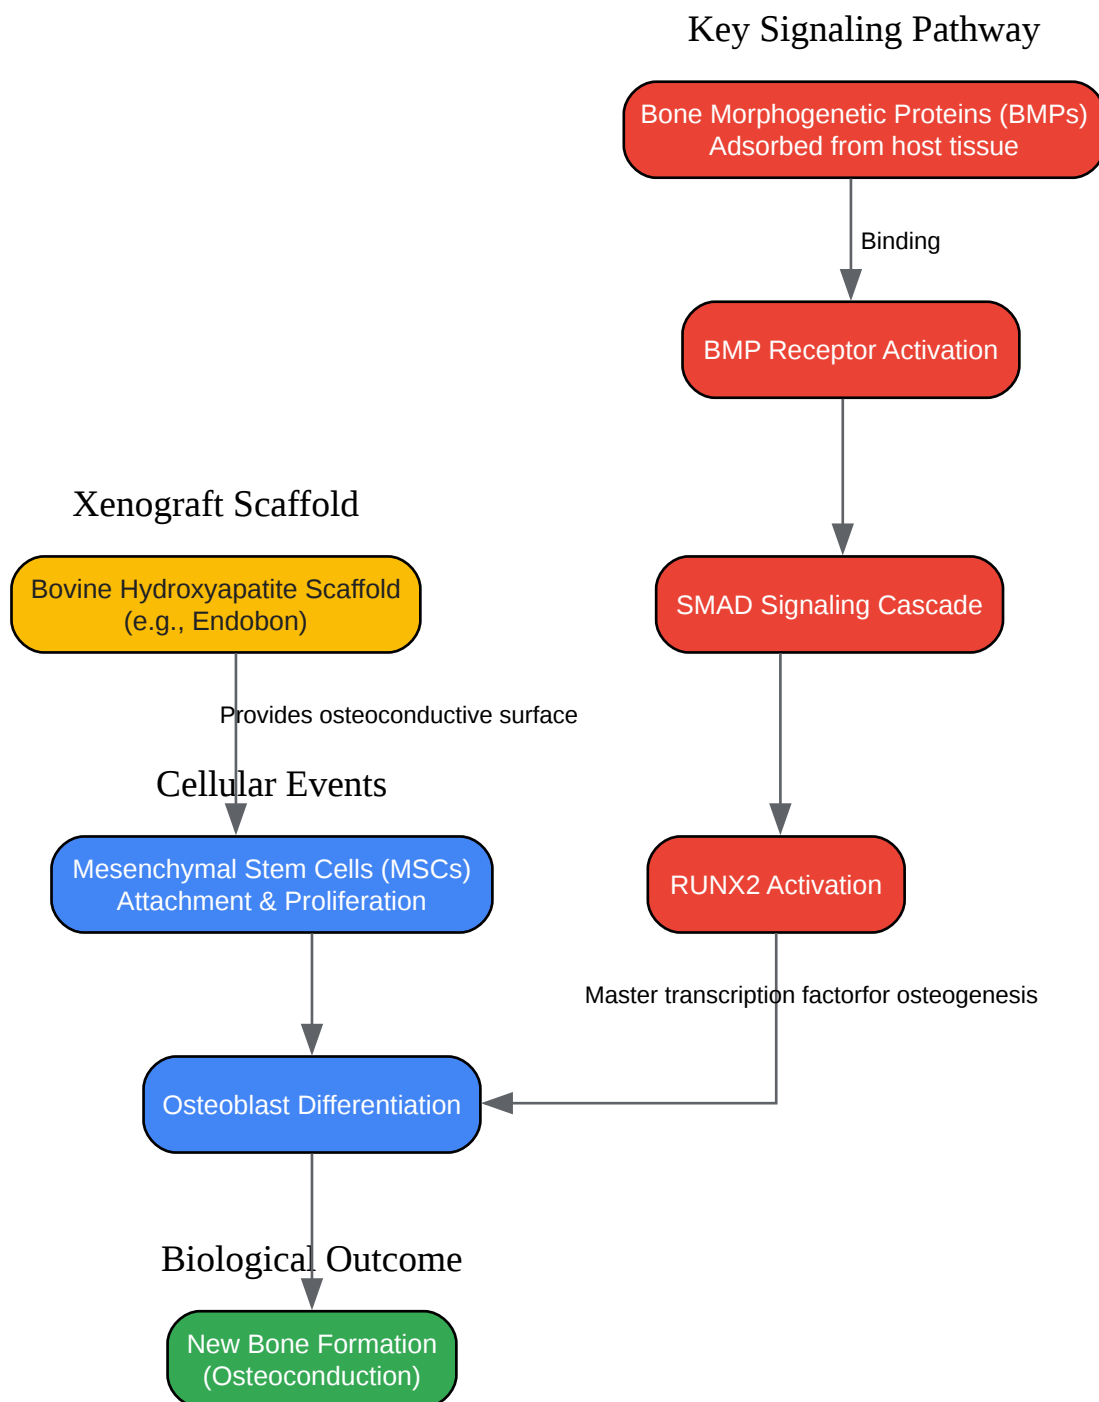 Key Signaling Pathway
Bone Morphogenetic Proteins (BMPs)
Adsorbed from host tissue
Binding
BMP Receptor Activation
Xenograft Scaffold
Bovine Hydroxyapatite Scaffold
(e.g., Endobon)
SMAD Signaling Cascade
Provides osteoconductive surface
Cellular Events
Mesenchymal Stem Cells (MSCs)
Attachment & Proliferation
RUNX2 Activation
Master transcription factorfor osteogenesis
Osteoblast Differentiation
Biological Outcome
New Bone Formation
(Osteoconduction)